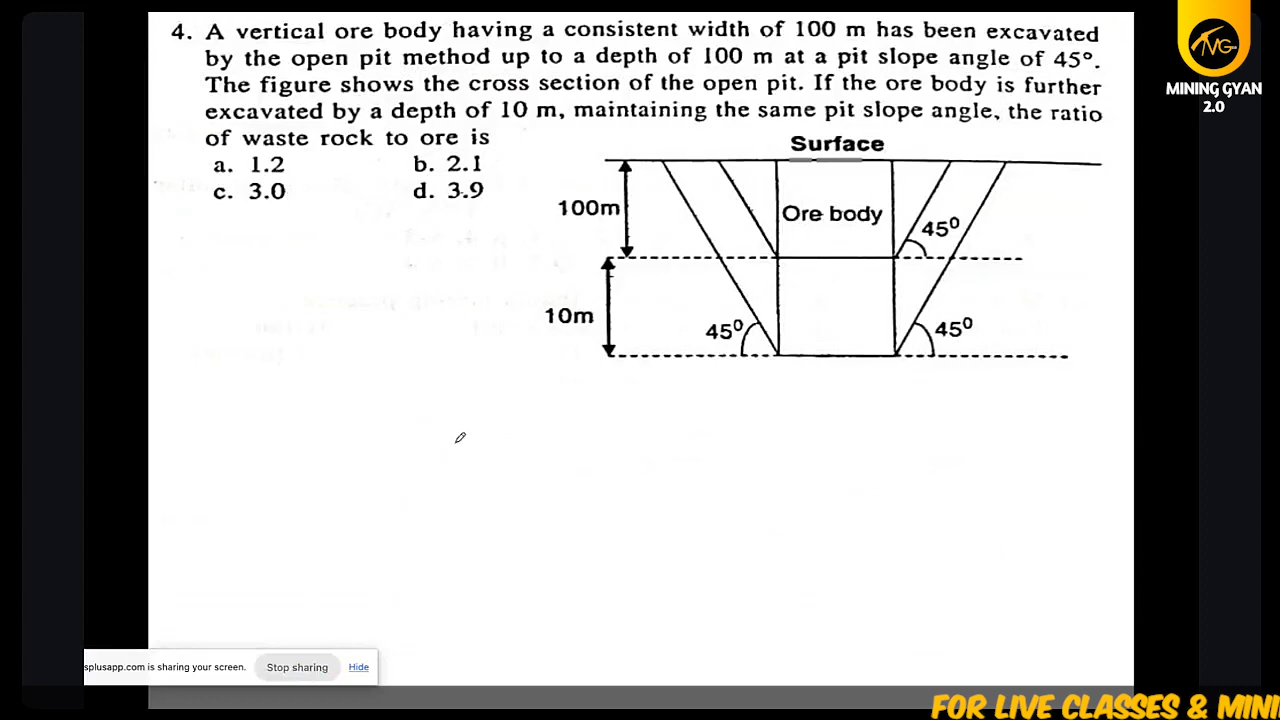 4. A vertical ore body having a consistent width of 100 m has been excavated
by the open pit method up to a depth of 100 m at a pit slope angle of 45°.
The figure shows the cross section of the open pit. If the ore body is further
excavated by a depth of 10 m, maintaining the same pit slope angle, the ratio
of waste rock to ore is
a. 1.2 b. 2.1
c. 3.0 d. 3.9
Surface
100m
Ore body
45⁰
10m
45⁰
45⁰
TVG
MINING GYAN
2.0
splusapp.com is sharing your screen. Stop sharing Hide
FOR LIVE CLASSES & MINI